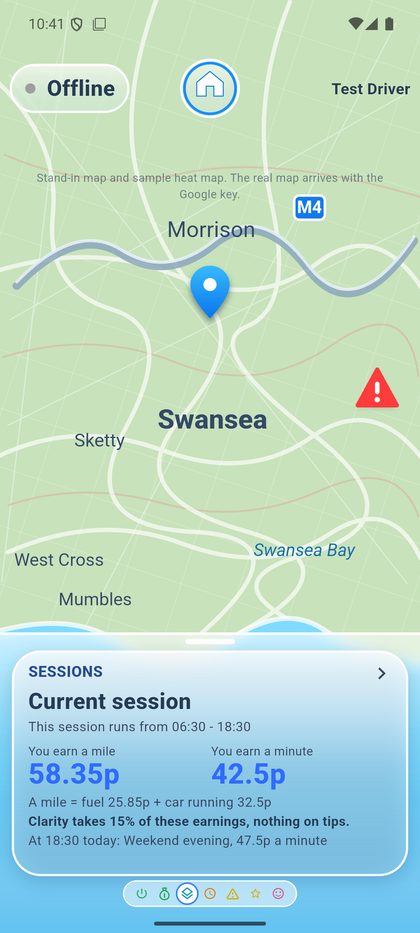 10:41
Offline
Test Driver
Stand-in map and sample heat map. The real map arrives with the
Google key.
M4
Morrison
Swansea
Sketty
Swansea Bay
West Cross
Mumbles
SESSIONS
Current session
This session runs from 06:30 - 18:30
You earn a mile You earn a minute
58.35p 42.5p
A mile = fuel 25.85p + car running 32.5p
Clarity takes 15% of these earnings, nothing on tips.
At 18:30 today: Weekend evening, 47.5p a minute